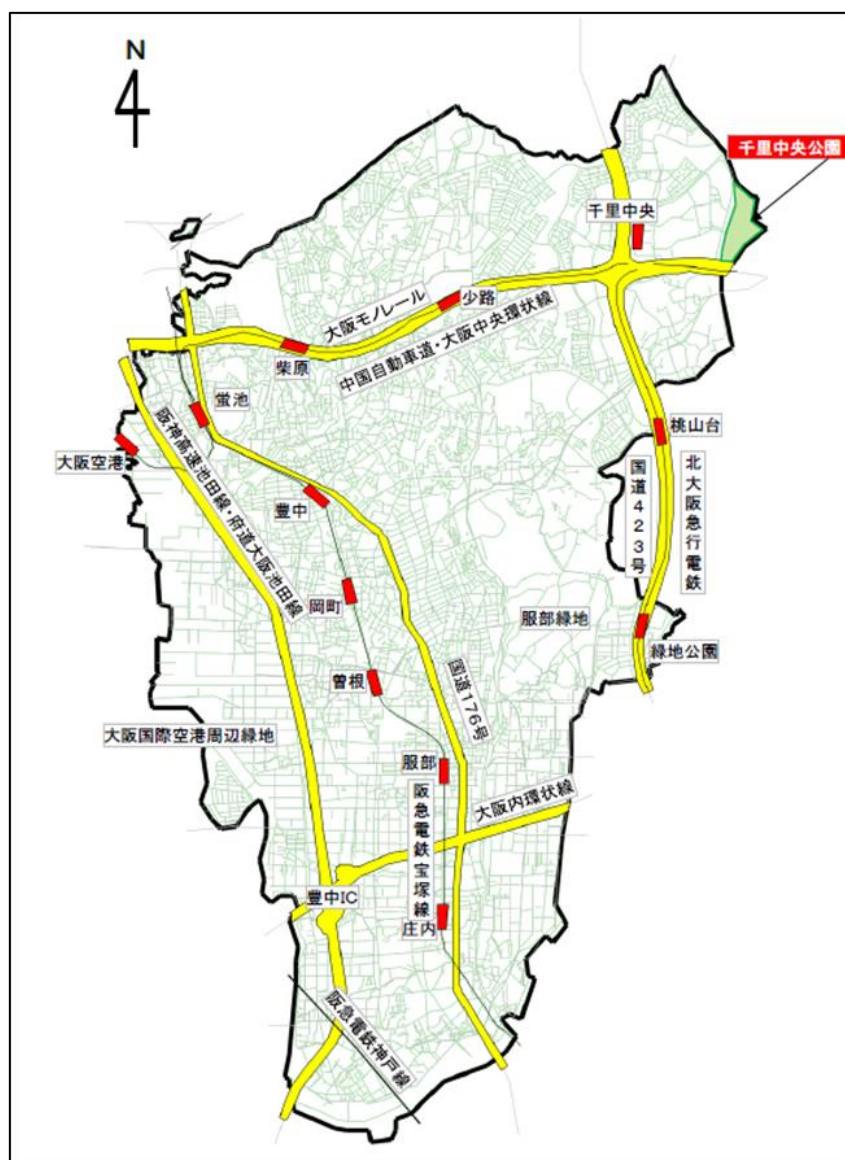 N
千里中央公園
千里中央
大阪モノレール
少路
中国自動車道・大阪中央環状線
柴原
蛍池
大阪空港
阪神高速池田線・府道大阪池田線
豊中
桃山台
国道423号
北大阪急行電鉄
岡町
服部緑地
緑地公園
曽根
国道176号
大阪国際空港周辺緑地
服部
阪急電鉄宝塚線
大阪内環状線
豊中IC
庄内
阪急電鉄神戸線